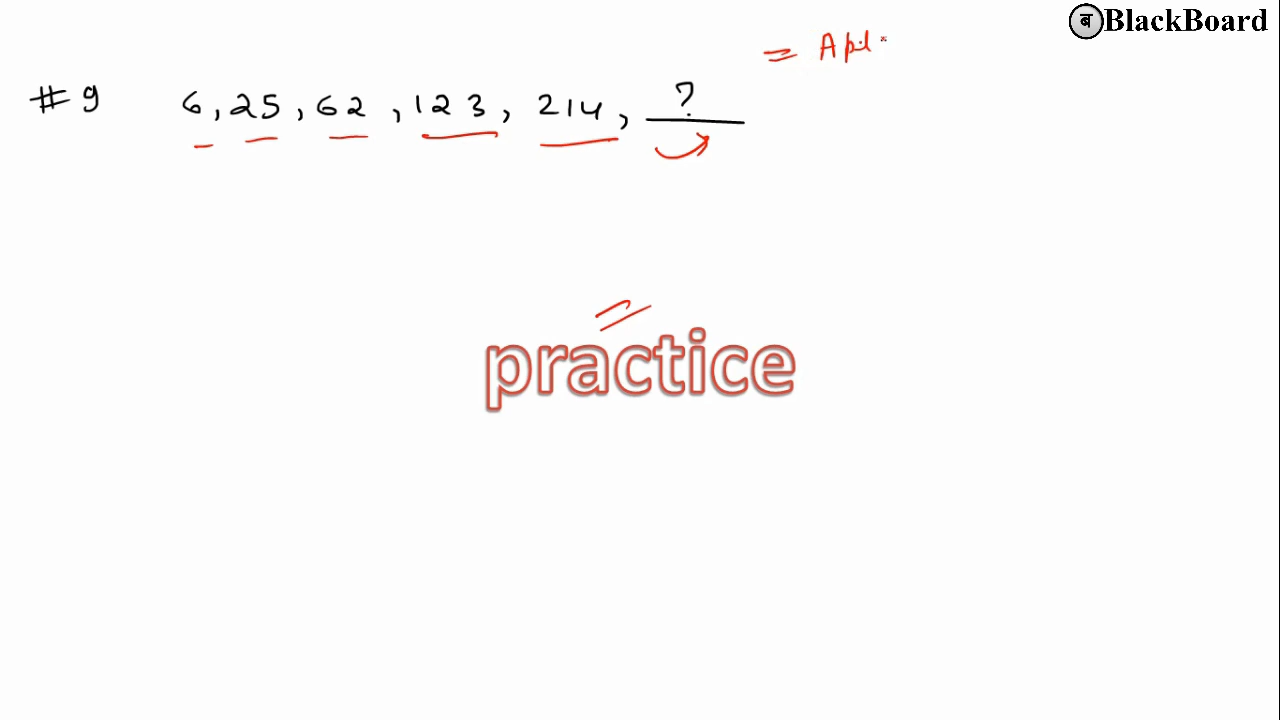 ब BlackBoard
#9 6, 25, 62, 123, 214, ?
practice